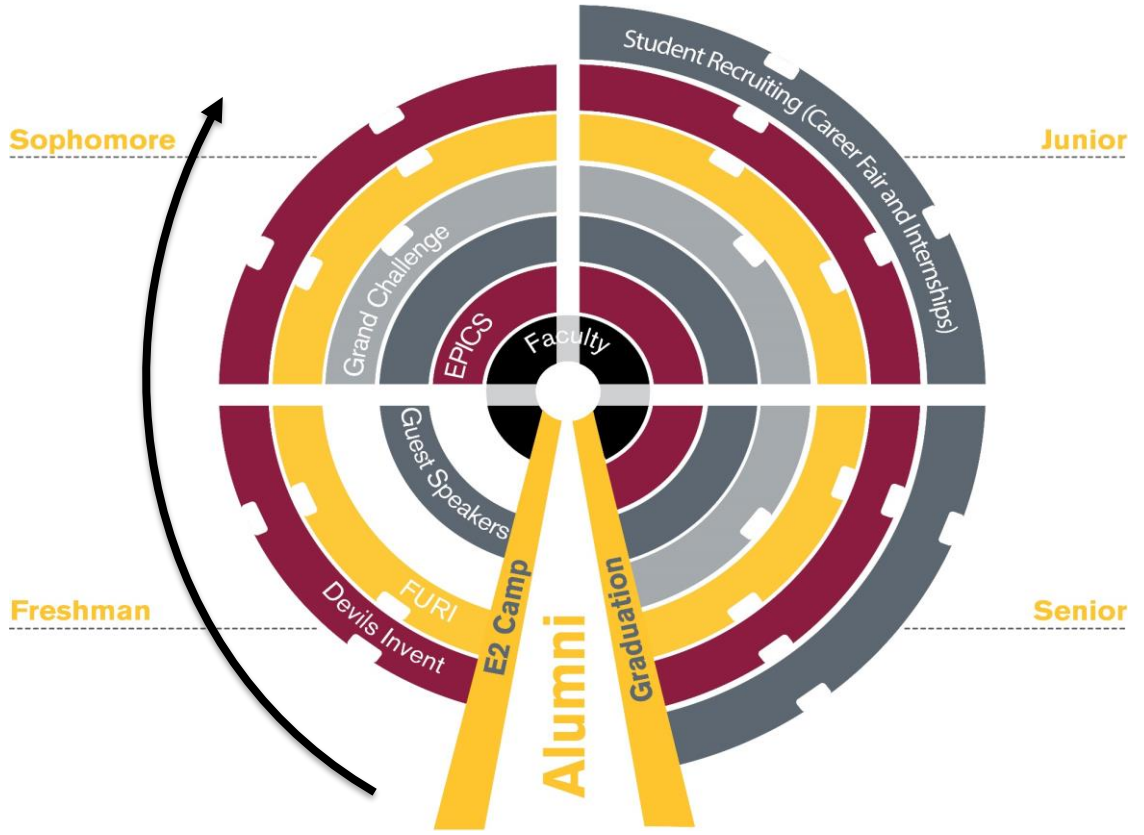 Student Recruiting (Career Fair and Internships)
Sophomore
Junior
Grand Challenge
EPICS
Faculty
Guest Speakers
FURI
Devils Invent
Freshman
Senior
E2 Camp
Alumni
Graduation